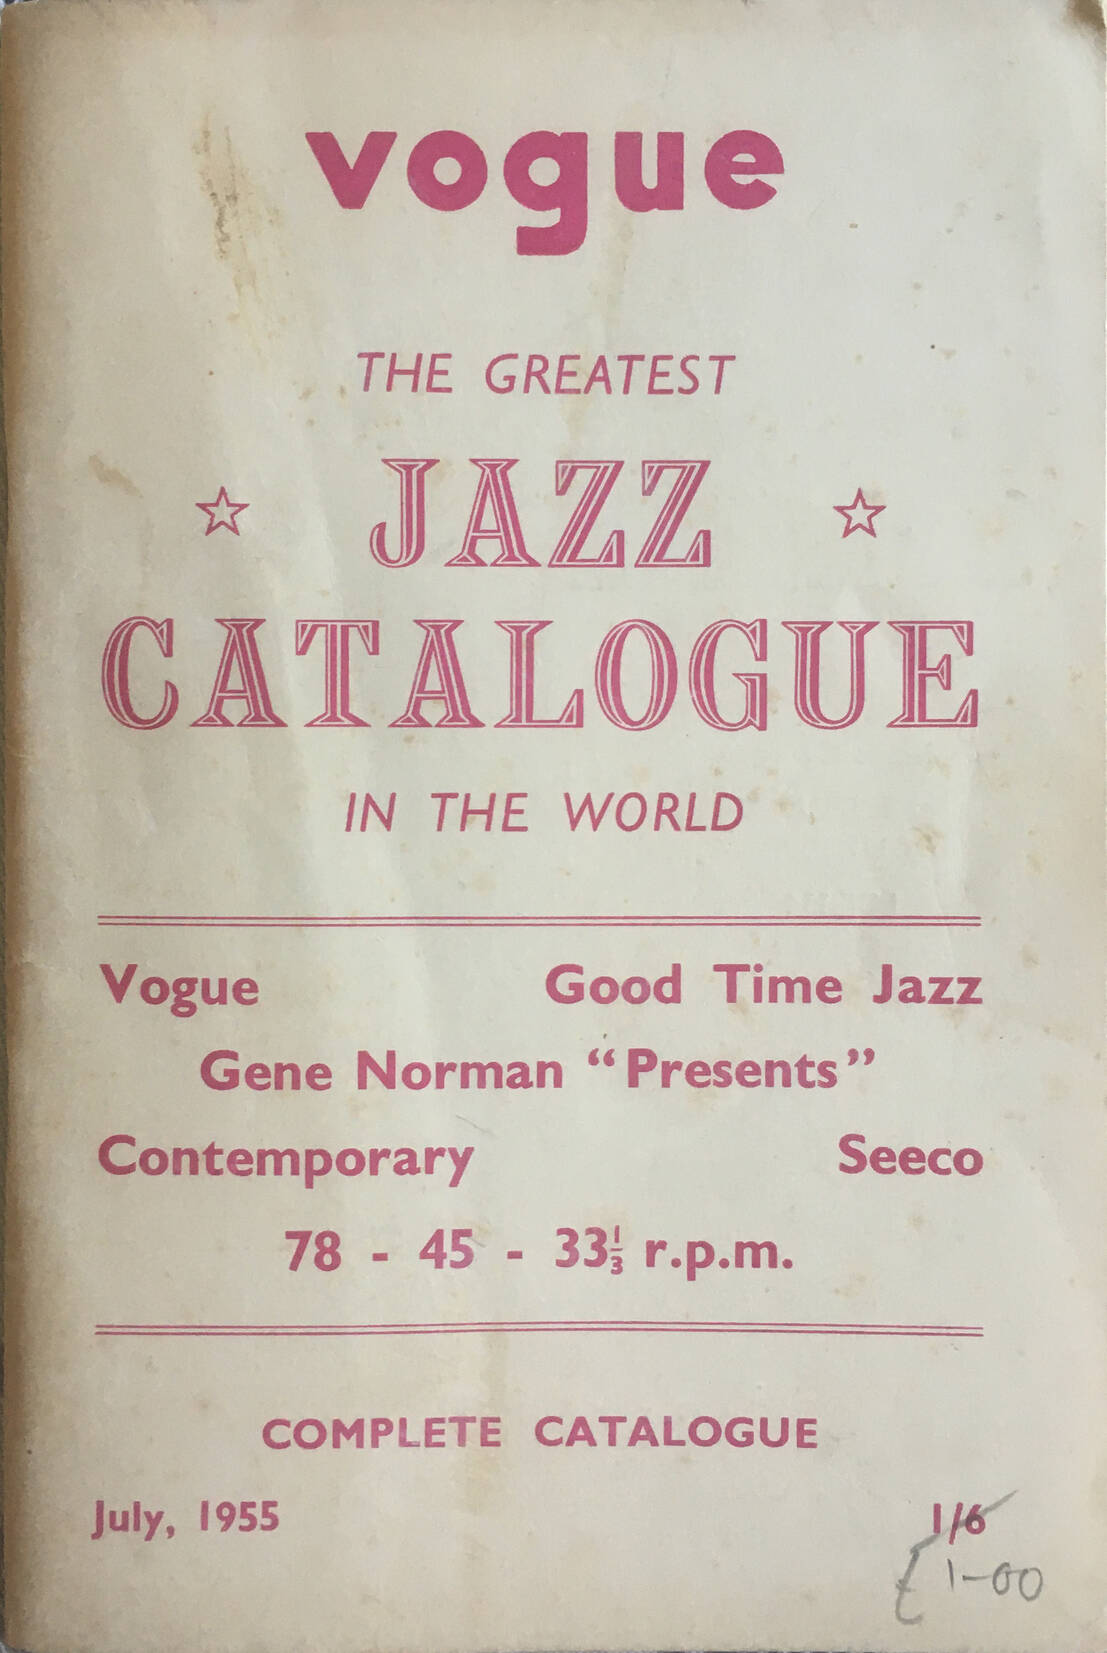 vogue
THE GREATEST
JAZZ
CATALOGUE
IN THE WORLD
Vogue Good Time Jazz
Gene Norman “Presents”
Contemporary Seeco
78 - 45 - 33⅓ r.p.m.
COMPLETE CATALOGUE
July, 1955 1/6
£1-00